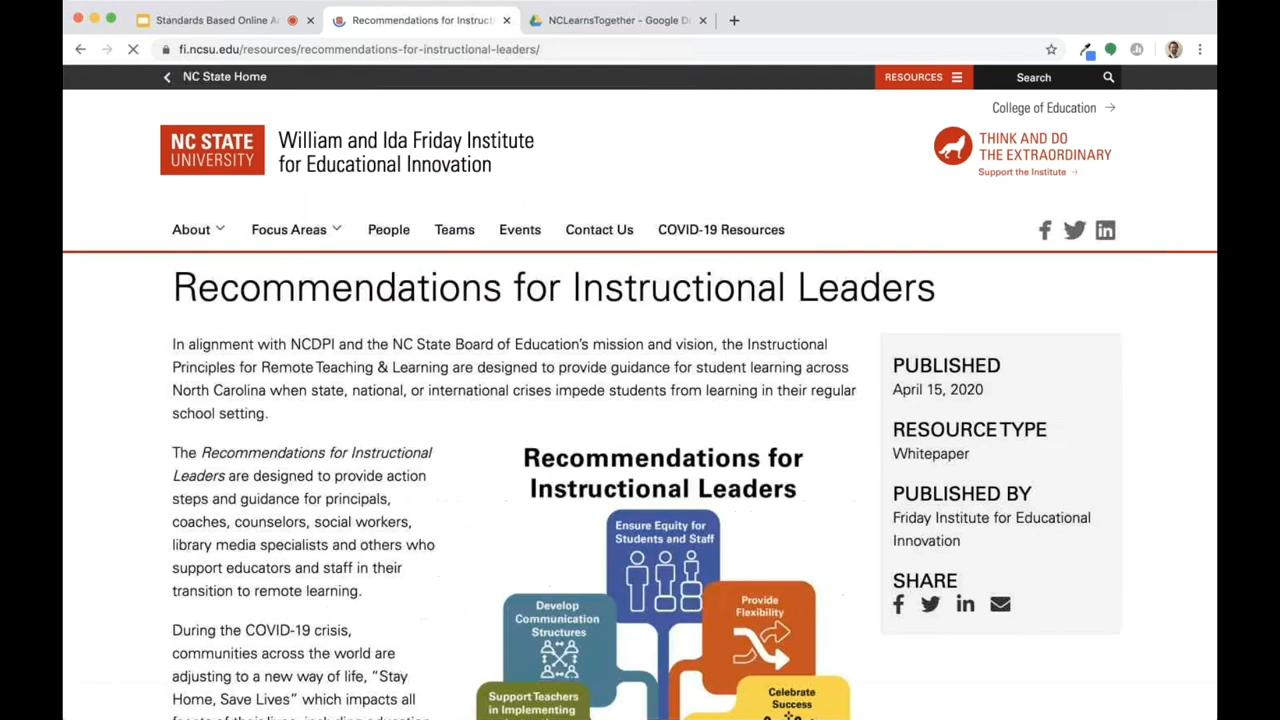 Standards Based Online A
Recommendations for Instruct
NCLearnsTogether - Google D
fi.ncsu.edu/resources/recommendations-for-instructional-leaders/
NC State Home
RESOURCES
Search
College of Education
NC STATE
UNIVERSITY
William and Ida Friday Institute
for Educational Innovation
THINK AND DO
THE EXTRAORDINARY
Support the Institute
About
Focus Areas
People
Teams
Events
Contact Us
COVID-19 Resources
Recommendations for Instructional Leaders
In alignment with NCDPI and the NC State Board of Education's mission and vision, the Instructional
Principles for Remote Teaching & Learning are designed to provide guidance for student learning across
North Carolina when state, national, or international crises impede students from learning in their regular
school setting.
The Recommendations for Instructional
Leaders are designed to provide action
steps and guidance for principals,
coaches, counselors, social workers,
library media specialists and others who
support educators and staff in their
transition to remote learning.
During the COVID-19 crisis,
communities across the world are
adjusting to a new way of life, "Stay
Home, Save Lives" which impacts all
Recommendations for
Instructional Leaders
Ensure Equity for
Students and Staff
Provide
Flexibility
Develop
Communication
Structures
Celebrate
Success
Support Teachers
in Implementing
PUBLISHED
April 15, 2020
RESOURCE TYPE
Whitepaper
PUBLISHED BY
Friday Institute for Educational
Innovation
SHARE